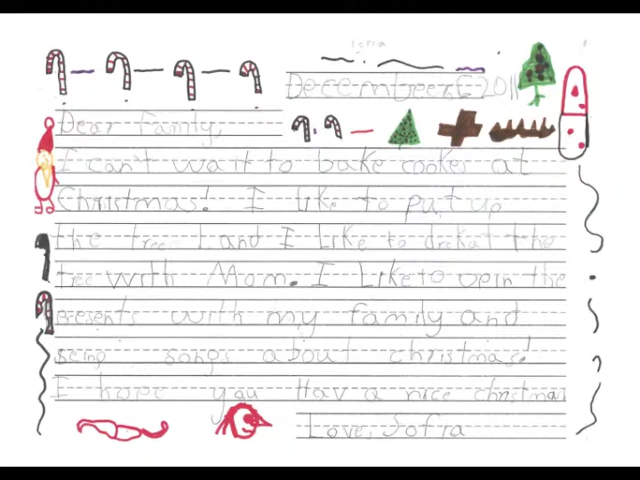 December 6 2011
Dear Family,
I can't wait to bake cookes at
Christmas! I like to put up
the tree! and I like to drekat the
tree with Mom. I Like to opin the
presents with my family and
seing songs about christmas!
I hope you Hav a nice christmas
Love, Sofia